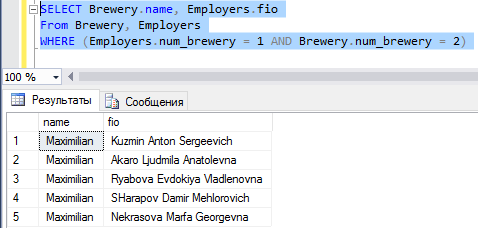 SELECT Brewery.name, Employers.fio
From Brewery, Employers
WHERE (Employers.num_brewery = 1 AND Brewery.num_brewery = 2)
100 %
Результаты Сообщения
name fio
1 Maximilian Kuzmin Anton Sergeevich
2 Maximilian Akaro Ljudmila Anatolevna
3 Maximilian Ryabova Evdokiya Vladlenovna
4 Maximilian SHarapov Damir Mehlorovich
5 Maximilian Nekrasova Marfa Georgevna